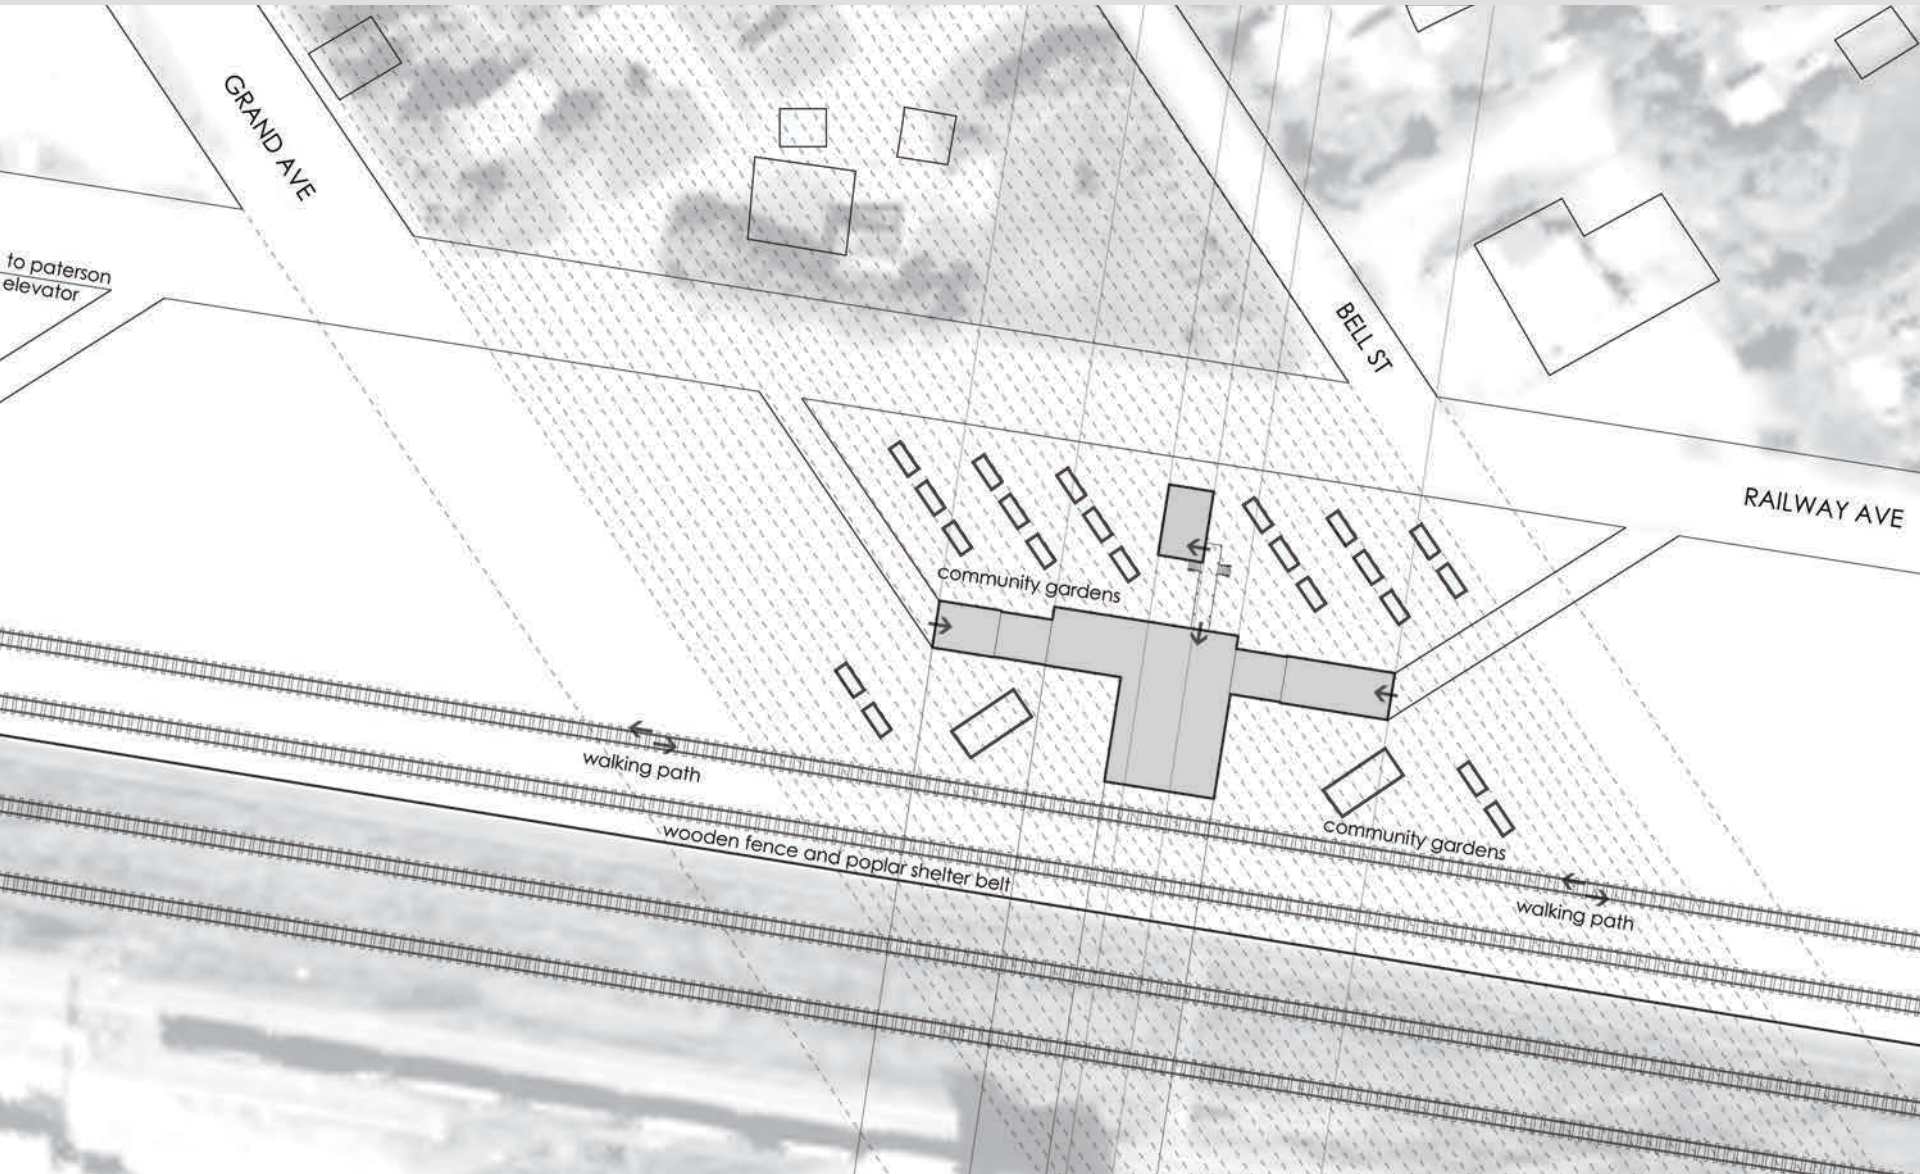 GRAND AVE
to paterson
elevator
BELL ST
RAILWAY AVE
community gardens
walking path
wooden fence and poplar shelter belt
community gardens
walking path